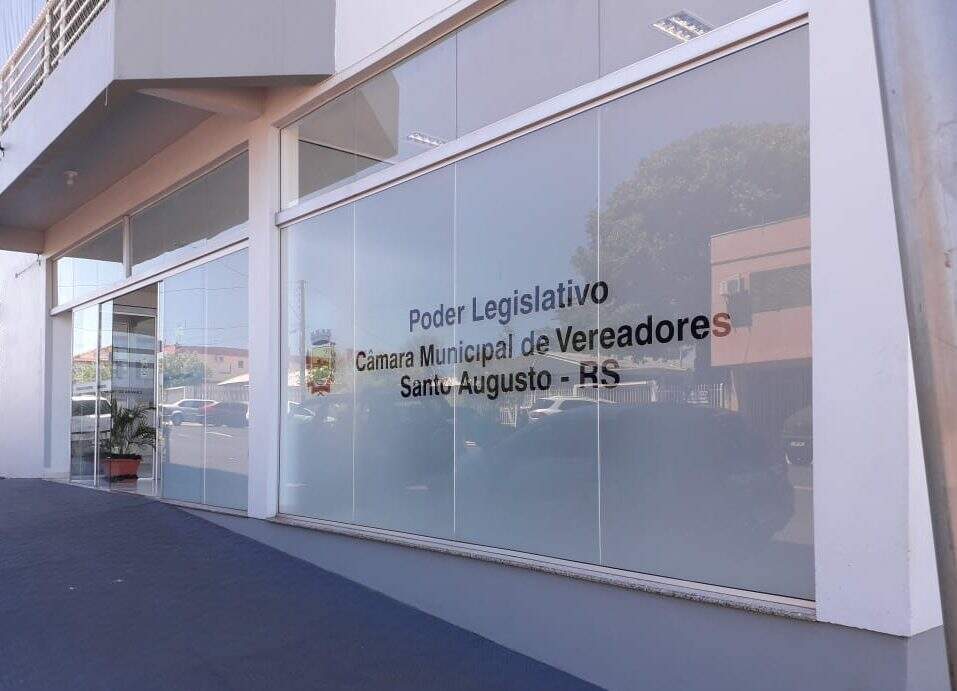 Poder Legislativo
Câmara Municipal de Vereadores
Santo Augusto - RS